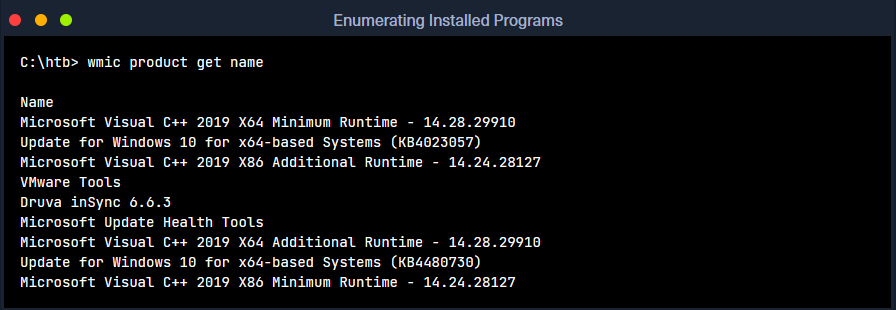 Enumerating Installed Programs
C:\htb> wmic product get name
Name
Microsoft Visual C++ 2019 X64 Minimum Runtime - 14.28.29910
Update for Windows 10 for x64-based Systems (KB4023057)
Microsoft Visual C++ 2019 X86 Additional Runtime - 14.24.28127
VMware Tools
Druva inSync 6.6.3
Microsoft Update Health Tools
Microsoft Visual C++ 2019 X64 Additional Runtime - 14.28.29910
Update for Windows 10 for x64-based Systems (KB4480730)
Microsoft Visual C++ 2019 X86 Minimum Runtime - 14.24.28127